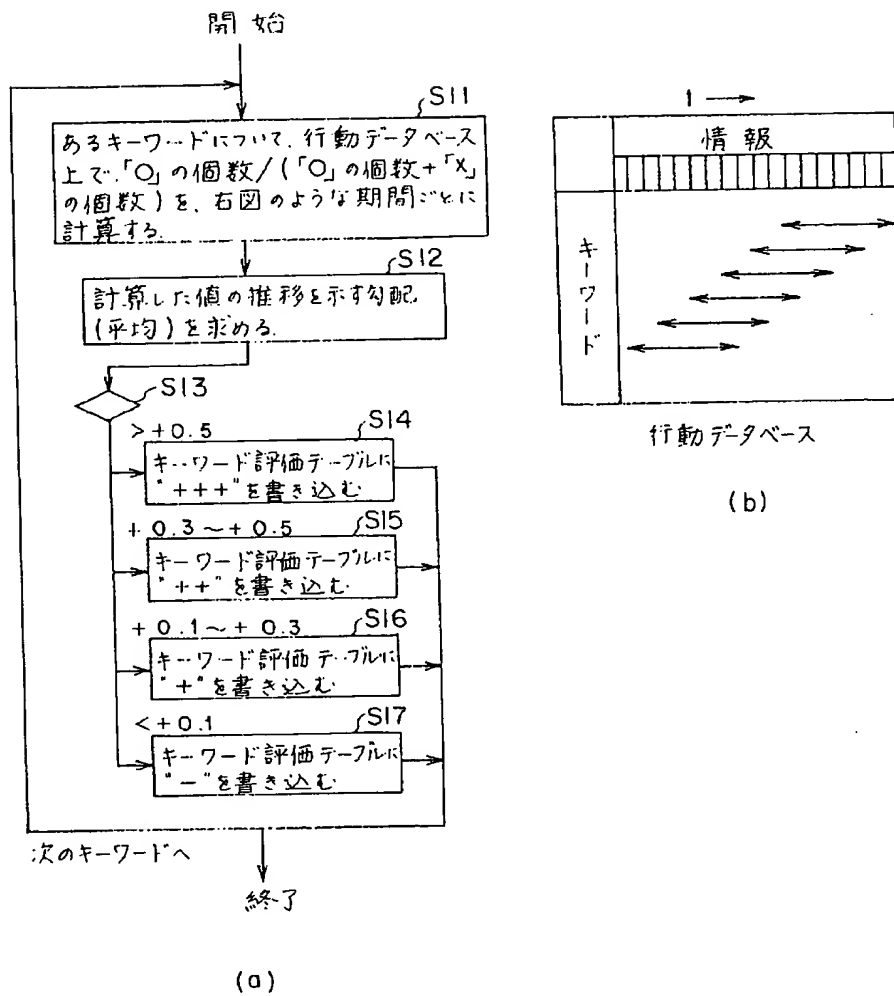 開始
S11
あるキーワードについて、行動データベース
上で、「○」の個数/(「○」の個数+「×」
の個数)を、右図のような期間ごとに
計算する.
S12
計算した値の推移を示す勾配
(平均)を求める.
S13
>+0.5
S14
キーワード評価テーブルに
"+++"を書き込む
+0.3~+0.5
S15
キーワード評価テーブルに
"++"を書き込む
+0.1~+0.3
S16
キーワード評価テーブルに
"+"を書き込む
<+0.1
S17
キーワード評価テーブルに
"-"を書き込む
次のキーワードへ
終了
(a)
t
情報
キーワード
行動データベース
(b)